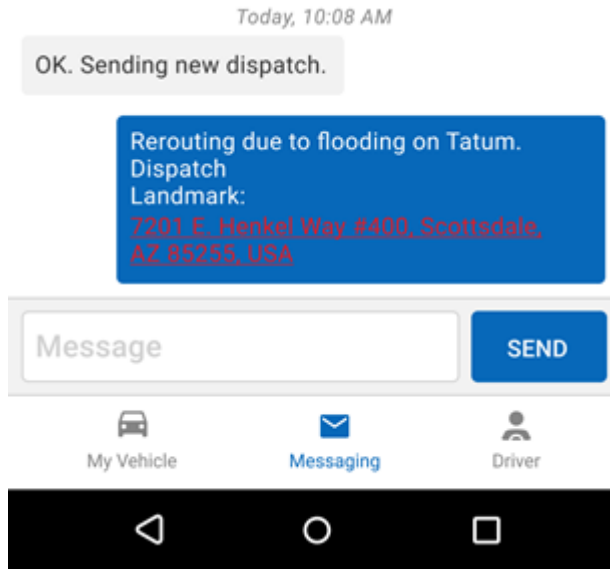 Today, 10:08 AM
OK. Sending new dispatch.
Rerouting due to flooding on Tatum.
Dispatch
Landmark:
7201 E. Henkel Way #400, Scottsdale,
AZ 85255, USA
Message
SEND
My Vehicle
Messaging
Driver